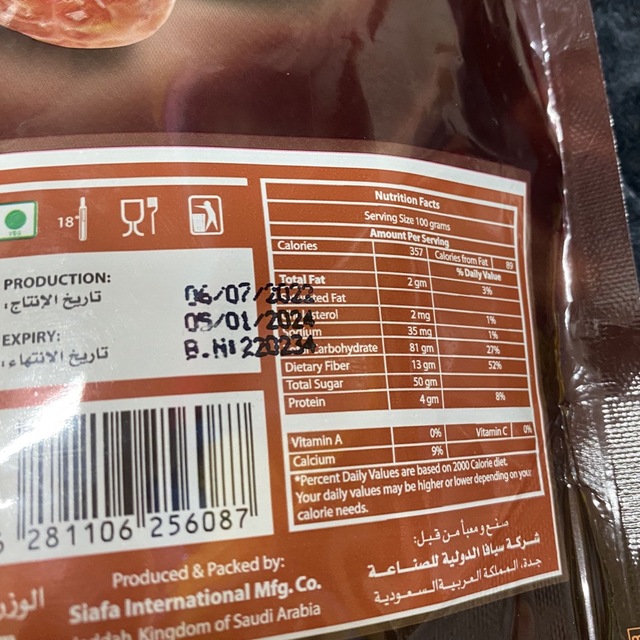 18°
PRODUCTION:
تاريخ الإنتاج:
06/07/2022
EXPIRY:
تاريخ الانتهاء:
05/01/2024
B.N: 220234
Nutrition Facts
Serving Size 100 grams
Amount Per Serving
Calories 357 Calories from Fat 89
% Daily Value
Total Fat 2 gm 3%
Fat
2 mg 1%
35 mg 1%
Carbohydrate 81 gm 27%
Dietary Fiber 13 gm 52%
Total Sugar 50 gm
Protein 4 gm 8%
Vitamin A 0% Vitamin C 0%
Calcium 9%
*Percent Daily Values are based on 2000 Calorie diet.
Your daily values may be higher or lower depending on your
calorie needs.
281106 256087
Produced & Packed by:
Siafa International Mfg. Co.
Kingdom of Saudi Arabia
صنع و معبأ من قبل:
شركة سيافا الدولية للصناعة
جدة، المملكة العربية السعودية